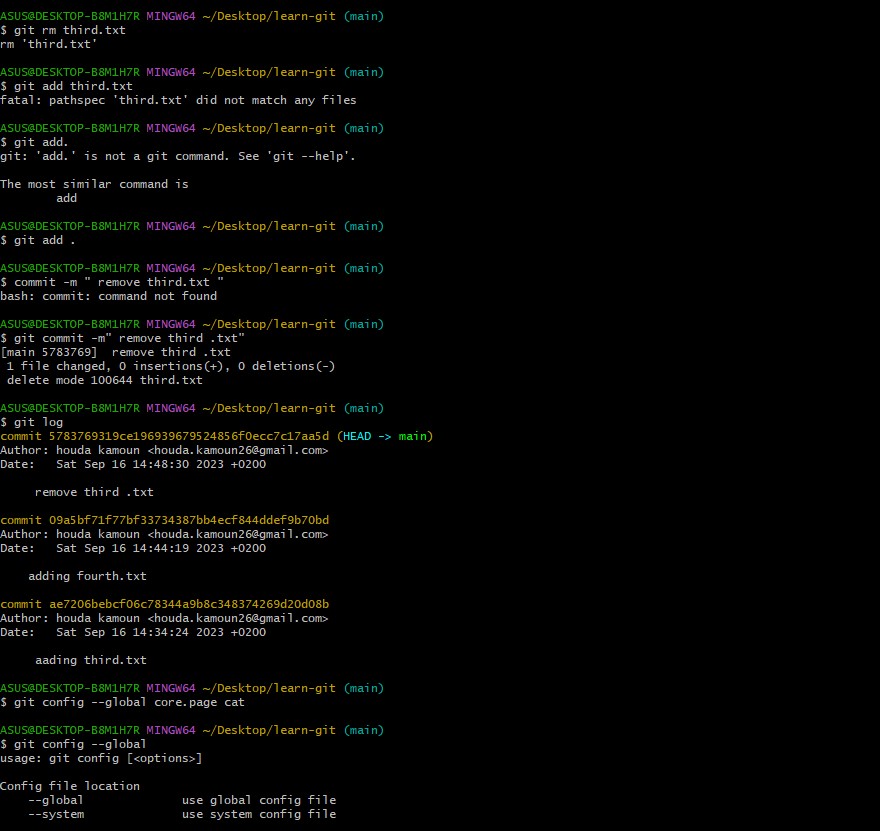 ASUS@DESKTOP-B8M1H7R MINGW64 ~/Desktop/learn-git (main)
$ git rm third.txt
rm 'third.txt'
ASUS@DESKTOP-B8M1H7R MINGW64 ~/Desktop/learn-git (main)
$ git add third.txt
fatal: pathspec 'third.txt' did not match any files
ASUS@DESKTOP-B8M1H7R MINGW64 ~/Desktop/learn-git (main)
$ git add.
git: 'add.' is not a git command. See 'git --help'.
The most similar command is
add
ASUS@DESKTOP-B8M1H7R MINGW64 ~/Desktop/learn-git (main)
$ git add .
ASUS@DESKTOP-B8M1H7R MINGW64 ~/Desktop/learn-git (main)
$ commit -m " remove third.txt "
bash: commit: command not found
ASUS@DESKTOP-B8M1H7R MINGW64 ~/Desktop/learn-git (main)
$ git commit -m" remove third .txt"
[main 5783769]  remove third .txt
1 file changed, 0 insertions(+), 0 deletions(-)
delete mode 100644 third.txt
ASUS@DESKTOP-B8M1H7R MINGW64 ~/Desktop/learn-git (main)
$ git log
commit 5783769319ce196939679524856f0ecc7c17aa5d (HEAD -> main)
Author: houda kamoun <houda.kamoun26@gmail.com>
Date:   Sat Sep 16 14:48:30 2023 +0200
remove third .txt
commit 09a5bf71f77bf33734387bb4ecf844ddef9b70bd
Author: houda kamoun <houda.kamoun26@gmail.com>
Date:   Sat Sep 16 14:44:19 2023 +0200
adding fourth.txt
commit ae7206bebcf06c78344a9b8c348374269d20d08b
Author: houda kamoun <houda.kamoun26@gmail.com>
Date:   Sat Sep 16 14:34:24 2023 +0200
aading third.txt
ASUS@DESKTOP-B8M1H7R MINGW64 ~/Desktop/learn-git (main)
$ git config --global core.page cat
ASUS@DESKTOP-B8M1H7R MINGW64 ~/Desktop/learn-git (main)
$ git config --global
usage: git config [<options>]
Config file location
--global              use global config file
--system              use system config file